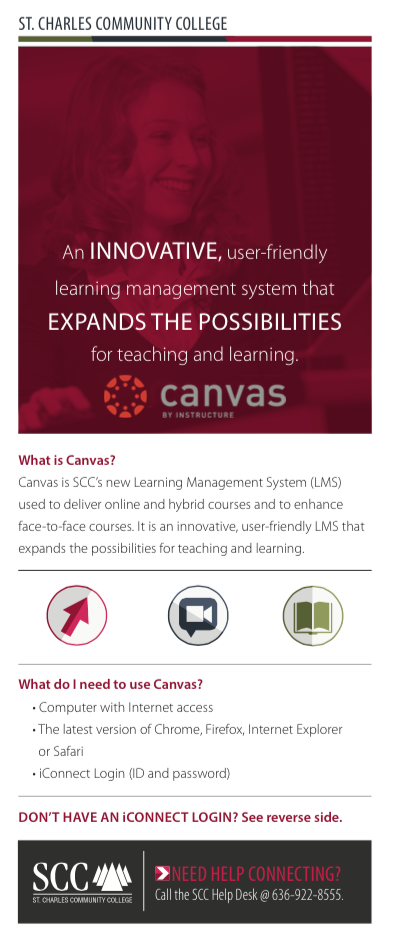 ST. CHARLES COMMUNITY COLLEGE
An INNOVATIVE, user-friendly
learning management system that
EXPANDS THE POSSIBILITIES
for teaching and learning.
canvas
BY INSTRUCTURE
What is Canvas?
Canvas is SCC's new Learning Management System (LMS)
used to deliver online and hybrid courses and to enhance
face-to-face courses. It is an innovative, user-friendly LMS that
expands the possibilities for teaching and learning.
What do I need to use Canvas?
• Computer with Internet access
• The latest version of Chrome, Firefox, Internet Explorer
or Safari
• iConnect Login (ID and password)
DON'T HAVE AN iCONNECT LOGIN? See reverse side.
SCC
ST. CHARLES COMMUNITY COLLEGE
NEED HELP CONNECTING?
Call the SCC Help Desk @ 636-922-8555.